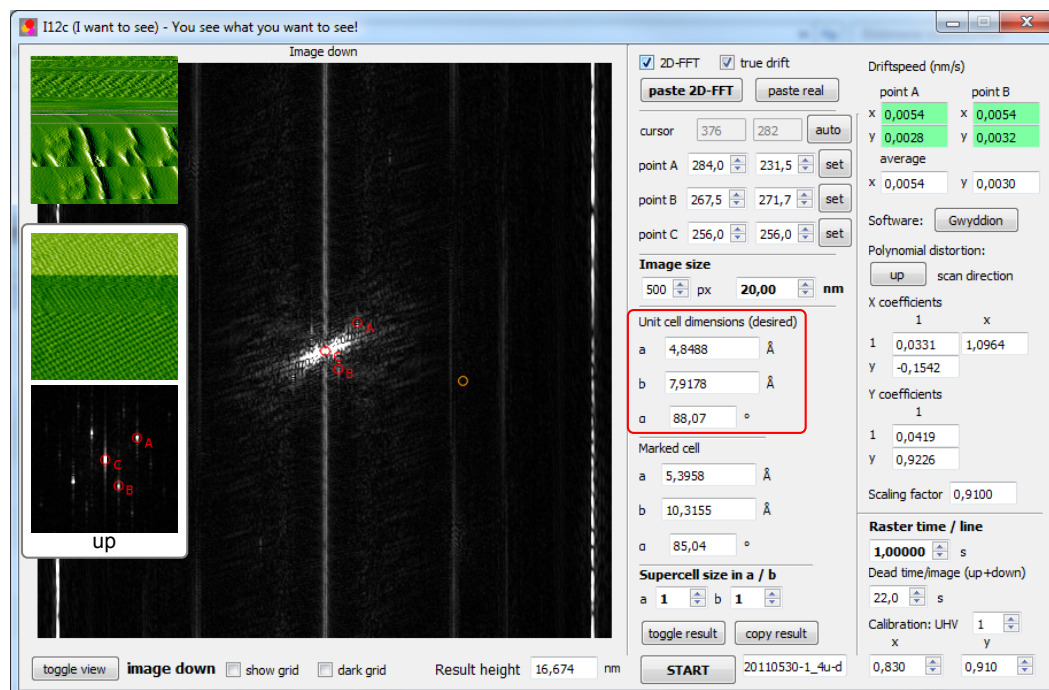 I12c (I want to see) - You see what you want to see!
Image down
A
C
B
A
C
B
up
toggle view image down show grid dark grid Result height 16,674 nm
2D-FFT true drift
paste 2D-FFT paste real
cursor 376 282 auto
point A 284,0 231,5 set
point B 267,5 271,7 set
point C 256,0 256,0 set
Image size
500 px 20,00 nm
Unit cell dimensions (desired)
a 4,8488 Å
b 7,9178 Å
α 88,07 °
Marked cell
a 5,3958 Å
b 10,3155 Å
α 85,04 °
Supercell size in a / b
a 1 b 1
toggle result copy result
START 20110530-1_4u-d
Driftspeed (nm/s)
point A point B
x 0,0054 x 0,0054
y 0,0028 y 0,0032
average
x 0,0054 y 0,0030
Software: Gwyddion
Polynomial distortion:
up scan direction
X coefficients
1 x
1 0,0331 1,0964
y -0,1542
Y coefficients
1
1 0,0419
y 0,9226
Scaling factor 0,9100
Raster time / line
1,00000 s
Dead time/image (up+down)
22,0 s
Calibration: UHV 1
x y
0,830 0,910